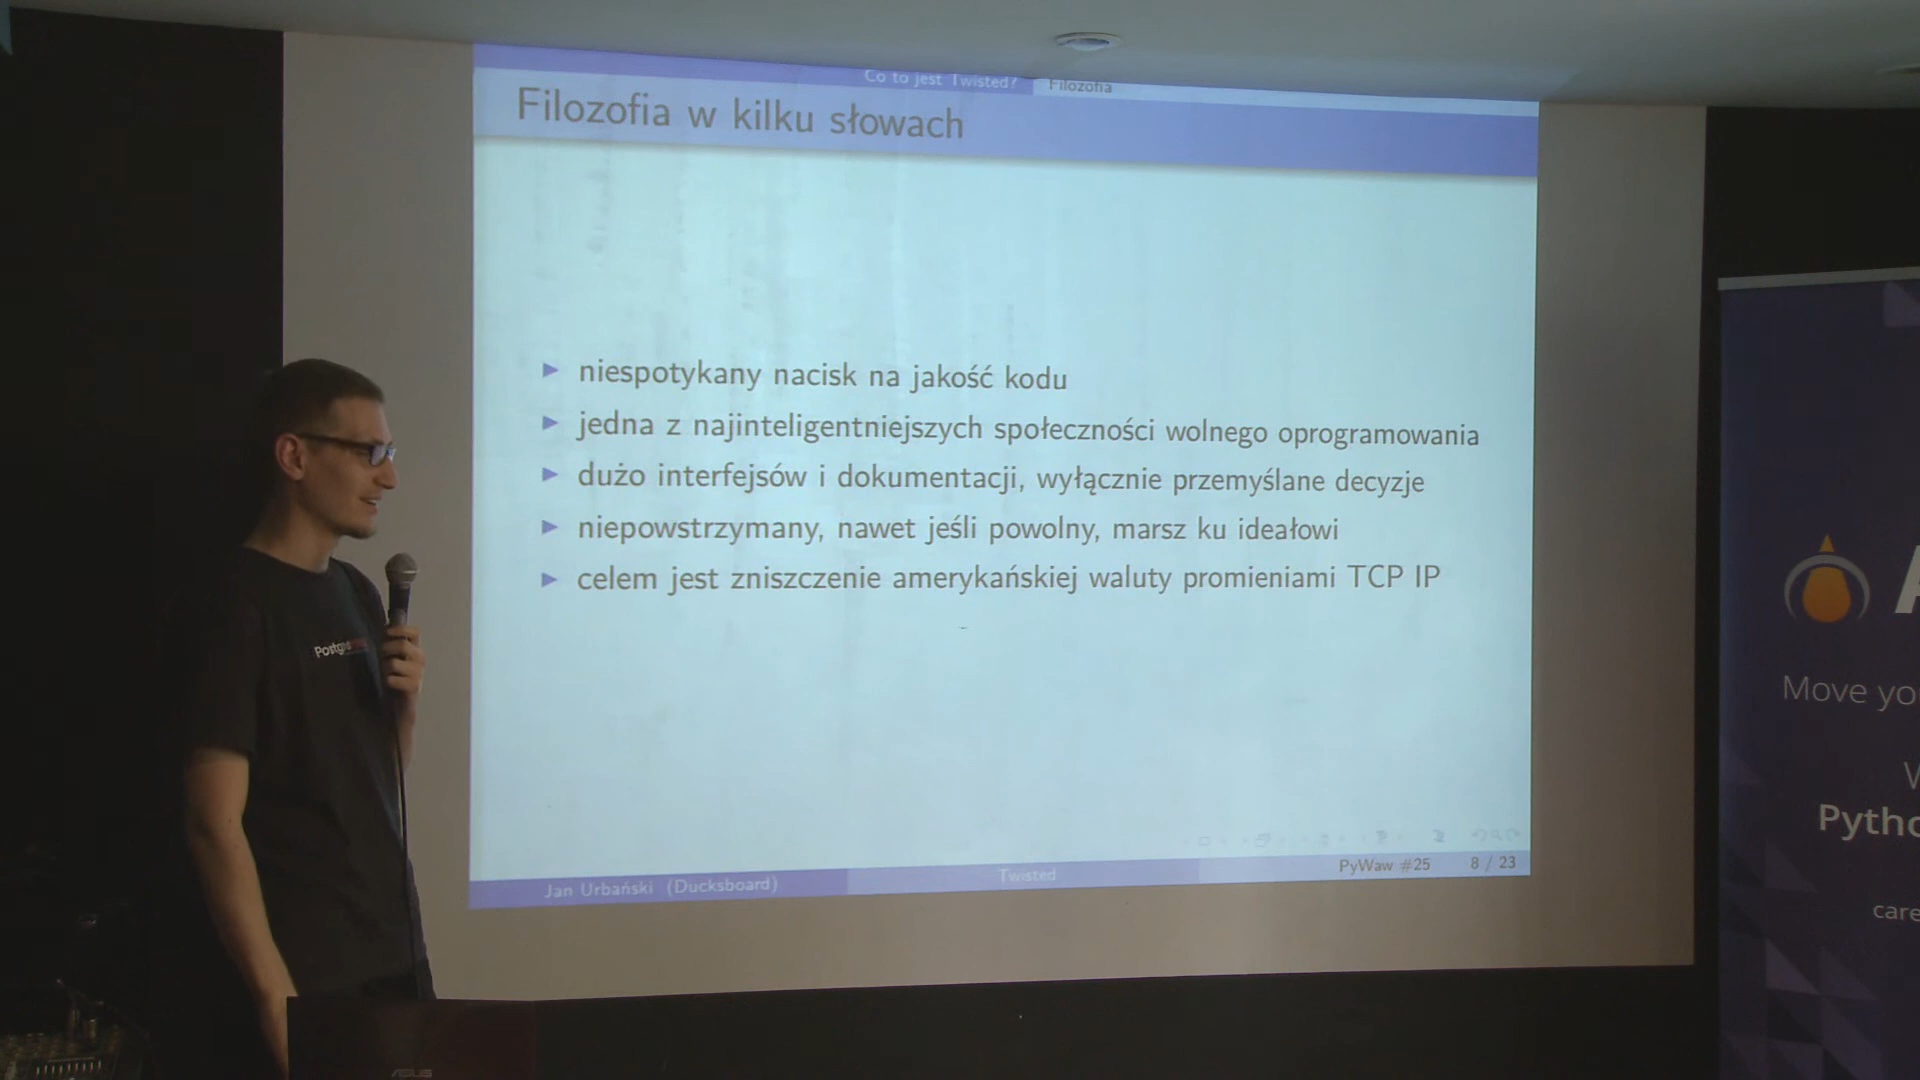 Co to jest Twisted? Filozofia
Filozofia w kilku słowach
niespotykany nacisk na jakość kodu
jedna z najinteligentniejszych społeczności wolnego oprogramowania
dużo interfejsów i dokumentacji, wyłącznie przemyślane decyzje
niepowstrzymany, nawet jeśli powolny, marsz ku ideałowi
celem jest zniszczenie amerykańskiej waluty promieniami TCP IP
Jan Urbański (Ducksboard) Twisted PyWaw #25 8 / 23
Postgre
Move yo
Pytho
care
ASUS